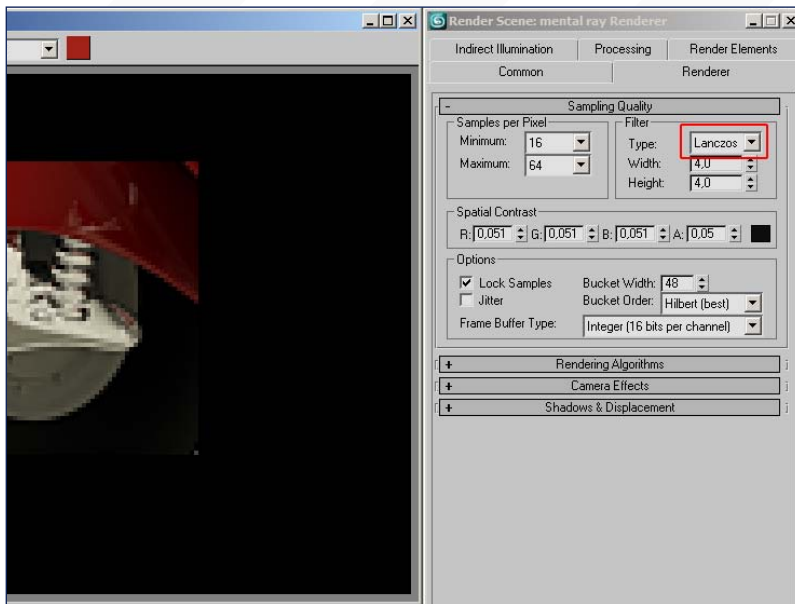 Render Scene: mental ray Renderer
Indirect Illumination Processing Render Elements
Common Renderer
- Sampling Quality
Samples per Pixel
Minimum: 16
Maximum: 64
Filter
Type: Lanczos
Width: 4,0
Height: 4,0
Spatial Contrast
R: 0,051 G: 0,051 B: 0,051 A: 0,05
Options
Lock Samples Bucket Width: 48
Jitter Bucket Order: Hilbert (best)
Frame Buffer Type: Integer (16 bits per channel)
+ Rendering Algorithms
+ Camera Effects
+ Shadows & Displacement